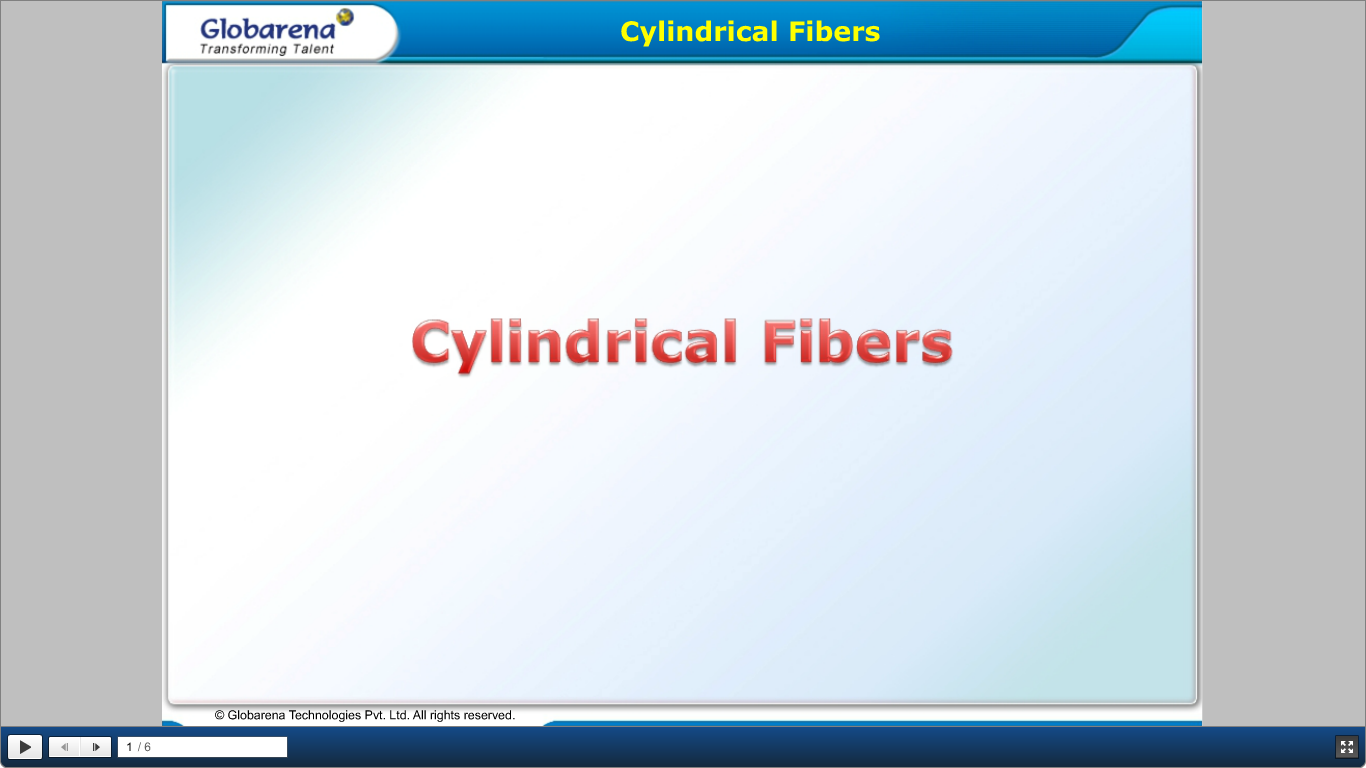 Globarena
Transforming Talent
Cylindrical Fibers
Cylindrical Fibers
© Globarena Technologies Pvt. Ltd. All rights reserved.
1 / 6